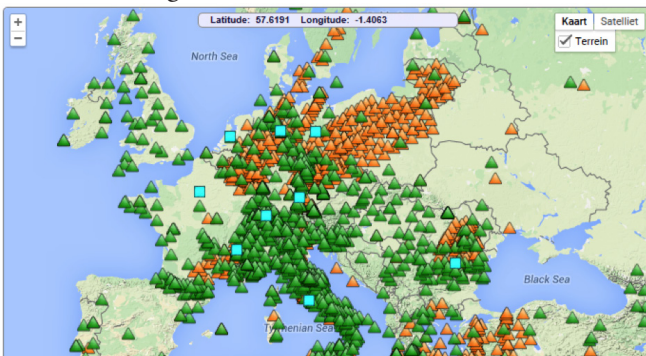 Latitude: 57.6191 Longitude: -1.4063
+
−
Kaart Satelliet
Terrein
North Sea
Black Sea
Tyrrhenian Sea